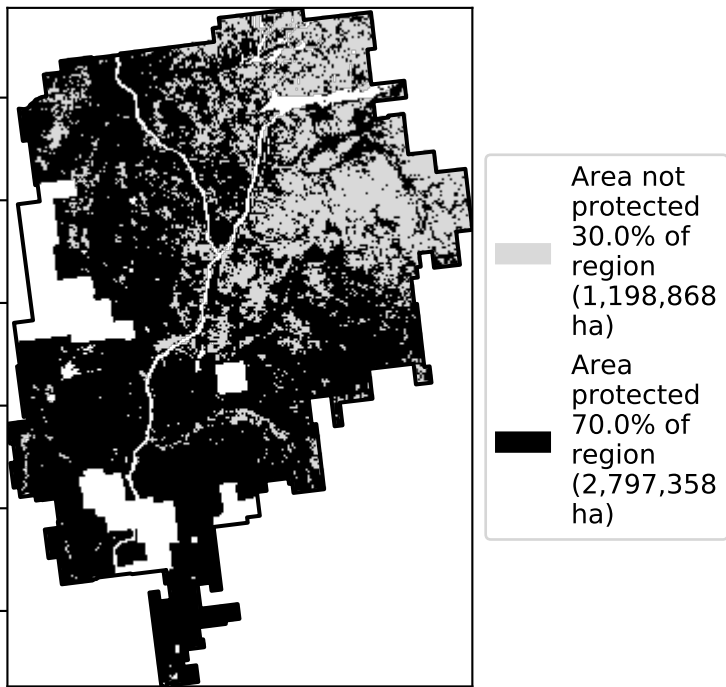 Area not
protected
30.0% of
region
(1,198,868
ha)
Area
protected
70.0% of
region
(2,797,358
ha)